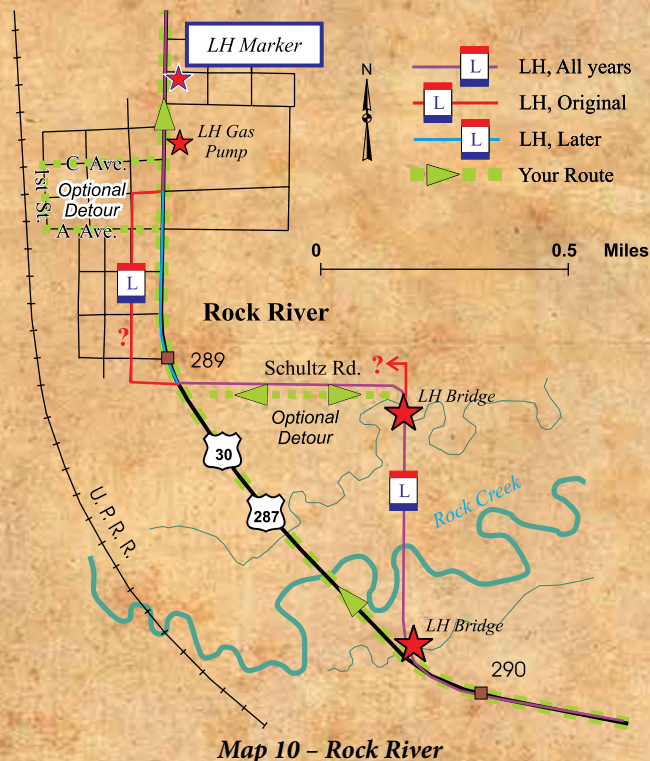 LH Marker
N
L
LH, All years
L
LH, Original
L
LH, Later
Your Route
LH Gas
Pump
C Ave.
1st St.
Optional
Detour
A Ave.
0
0.5
Miles
L
Rock River
?
289
Schultz Rd.
?
LH Bridge
Optional
Detour
30
287
L
Rock Creek
U.P.R.R.
LH Bridge
290
Map 10 – Rock River